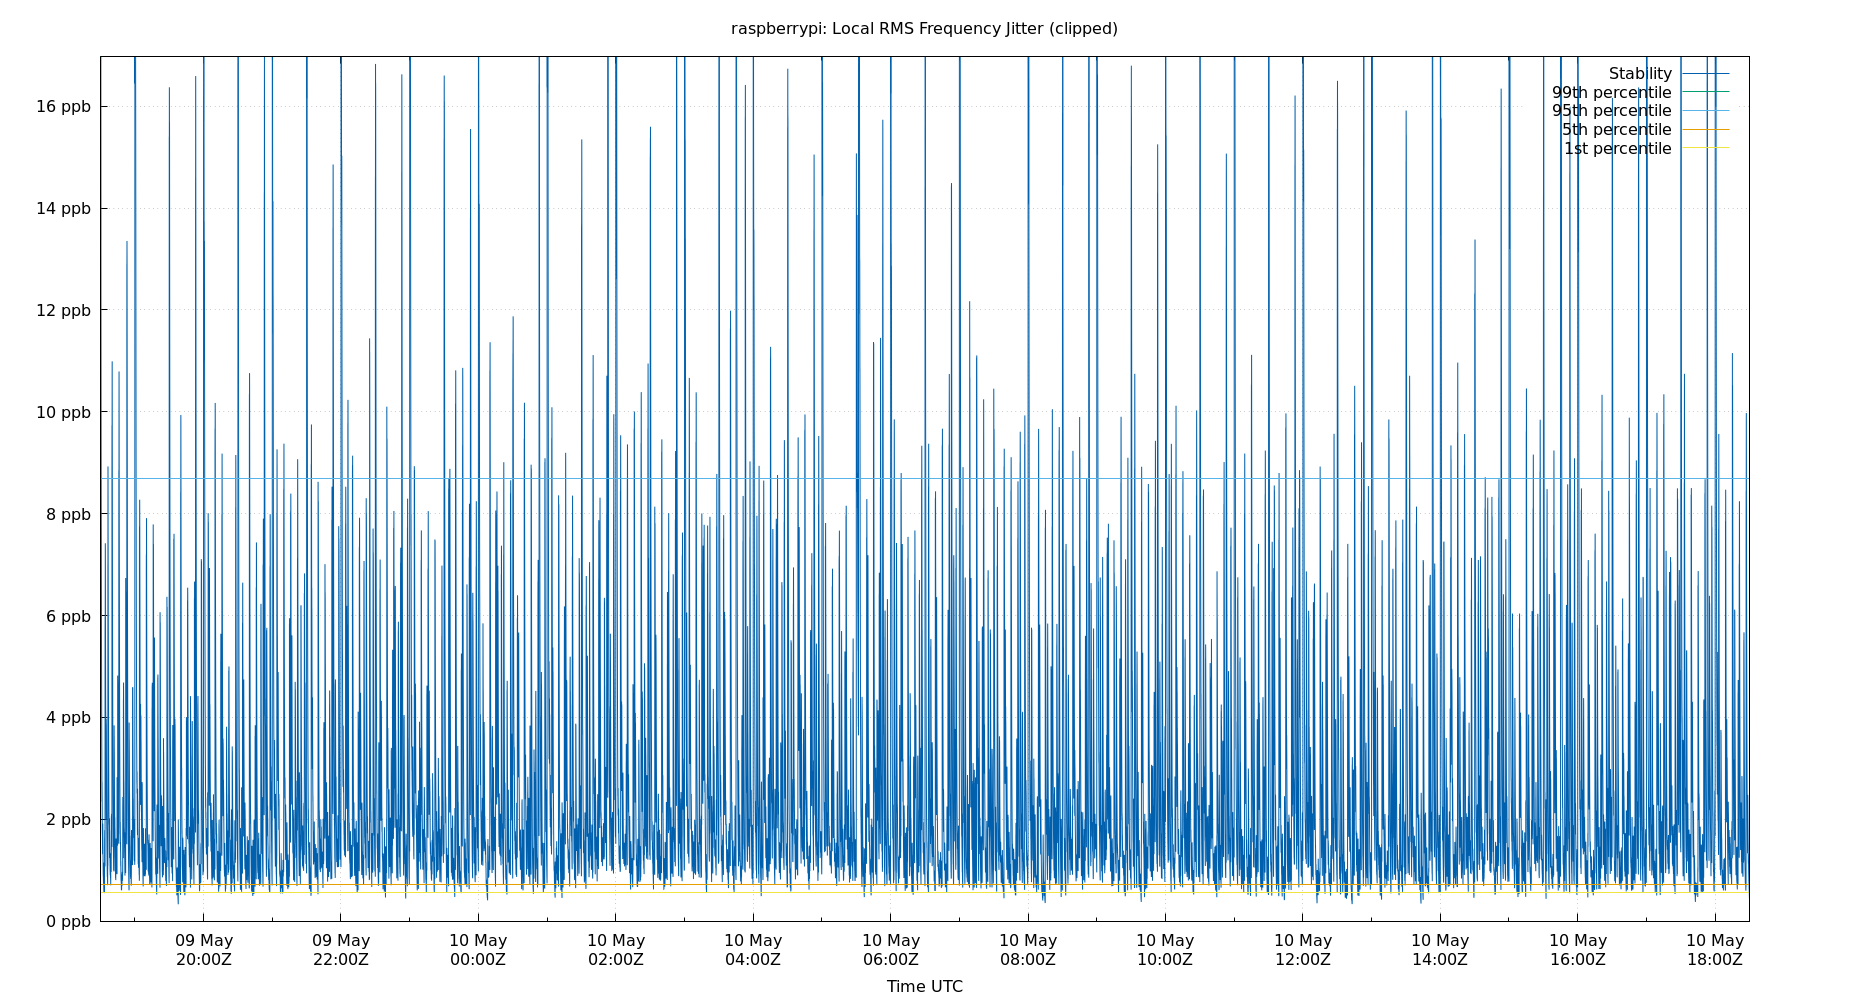 raspberrypi: Local RMS Frequency Jitter (clipped)
Stability
99th percentile
95th percentile
5th percentile
1st percentile
16 ppb
14 ppb
12 ppb
10 ppb
8 ppb
6 ppb
4 ppb
2 ppb
0 ppb
09 May 09 May 10 May 10 May 10 May 10 May 10 May 10 May 10 May 10 May 10 May 10 May
20:00Z 22:00Z 00:00Z 02:00Z 04:00Z 06:00Z 08:00Z 10:00Z 12:00Z 14:00Z 16:00Z 18:00Z
Time UTC